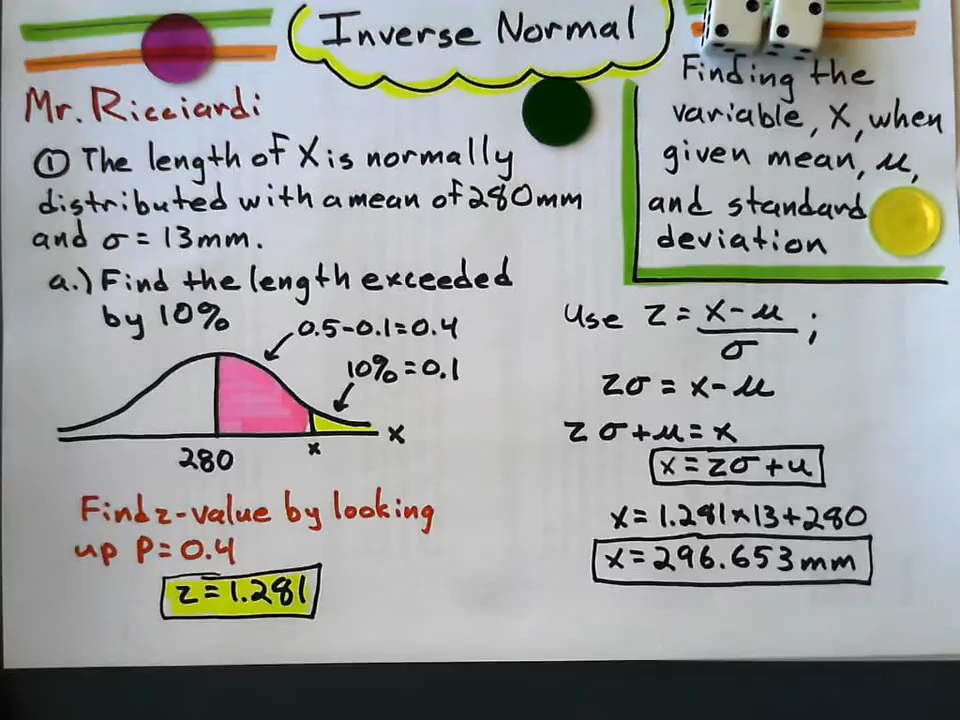 Inverse Normal
Finding the
variable, X, when
given mean, μ,
and standard
deviation
Mr. Ricciardi
① The length of X is normally
distributed with a mean of 280mm
and σ = 13mm.
a.) Find the length exceeded
by 10%
0.5-0.1=0.4
10%=0.1
x
280
x
Find z-value by looking
up P=0.4
z=1.281
Use z = x-μ / σ ;
zσ = x-μ
zσ+μ=x
x=zσ+μ
x=1.281×13+280
x=296.653mm